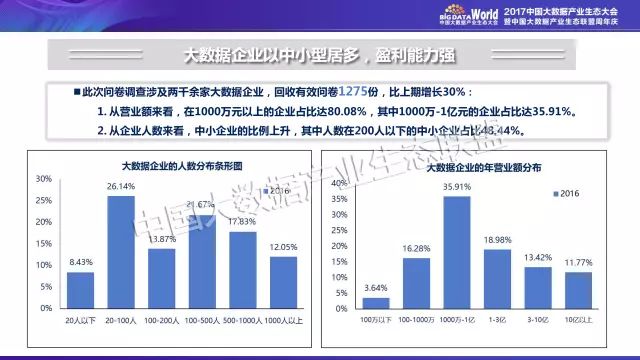 BIG DATA World
中国大数据产业生态大会
2017中国大数据产业生态大会
暨中国大数据产业生态联盟周年庆
大数据企业以中小型居多，盈利能力强
此次问卷调查涉及两千余家大数据企业，回收有效问卷1275份，比上期增长30%：
1. 从营业额来看，在1000万元以上的企业占比达80.08%，其中1000万-1亿元的企业占比达35.91%。
2. 从企业人数来看，中小企业的比例上升，其中人数在200人以下的中小企业占比48.44%。
大数据企业的人数分布条形图
2016
30%
25%
20%
15%
10%
5%
0%
8.43%
26.14%
13.87%
21.67%
17.83%
12.05%
20人以下
20-100人
100-200人
100-500人
500-1000人
1000人以上
大数据企业的年营业额分布
2016
40%
35%
30%
25%
20%
15%
10%
5%
0%
3.64%
16.28%
35.91%
18.98%
13.42%
11.77%
100万以下
100-1000万
1000万-1亿
1-3亿
3-10亿
10亿以上
中国大数据产业生态联盟